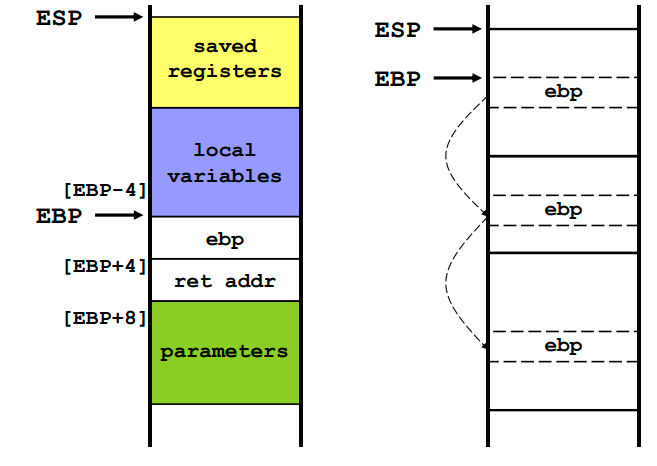 ESP
saved
registers
local
variables
[EBP-4]
EBP
ebp
[EBP+4]
ret addr
[EBP+8]
parameters
ESP
EBP
ebp
ebp
ebp